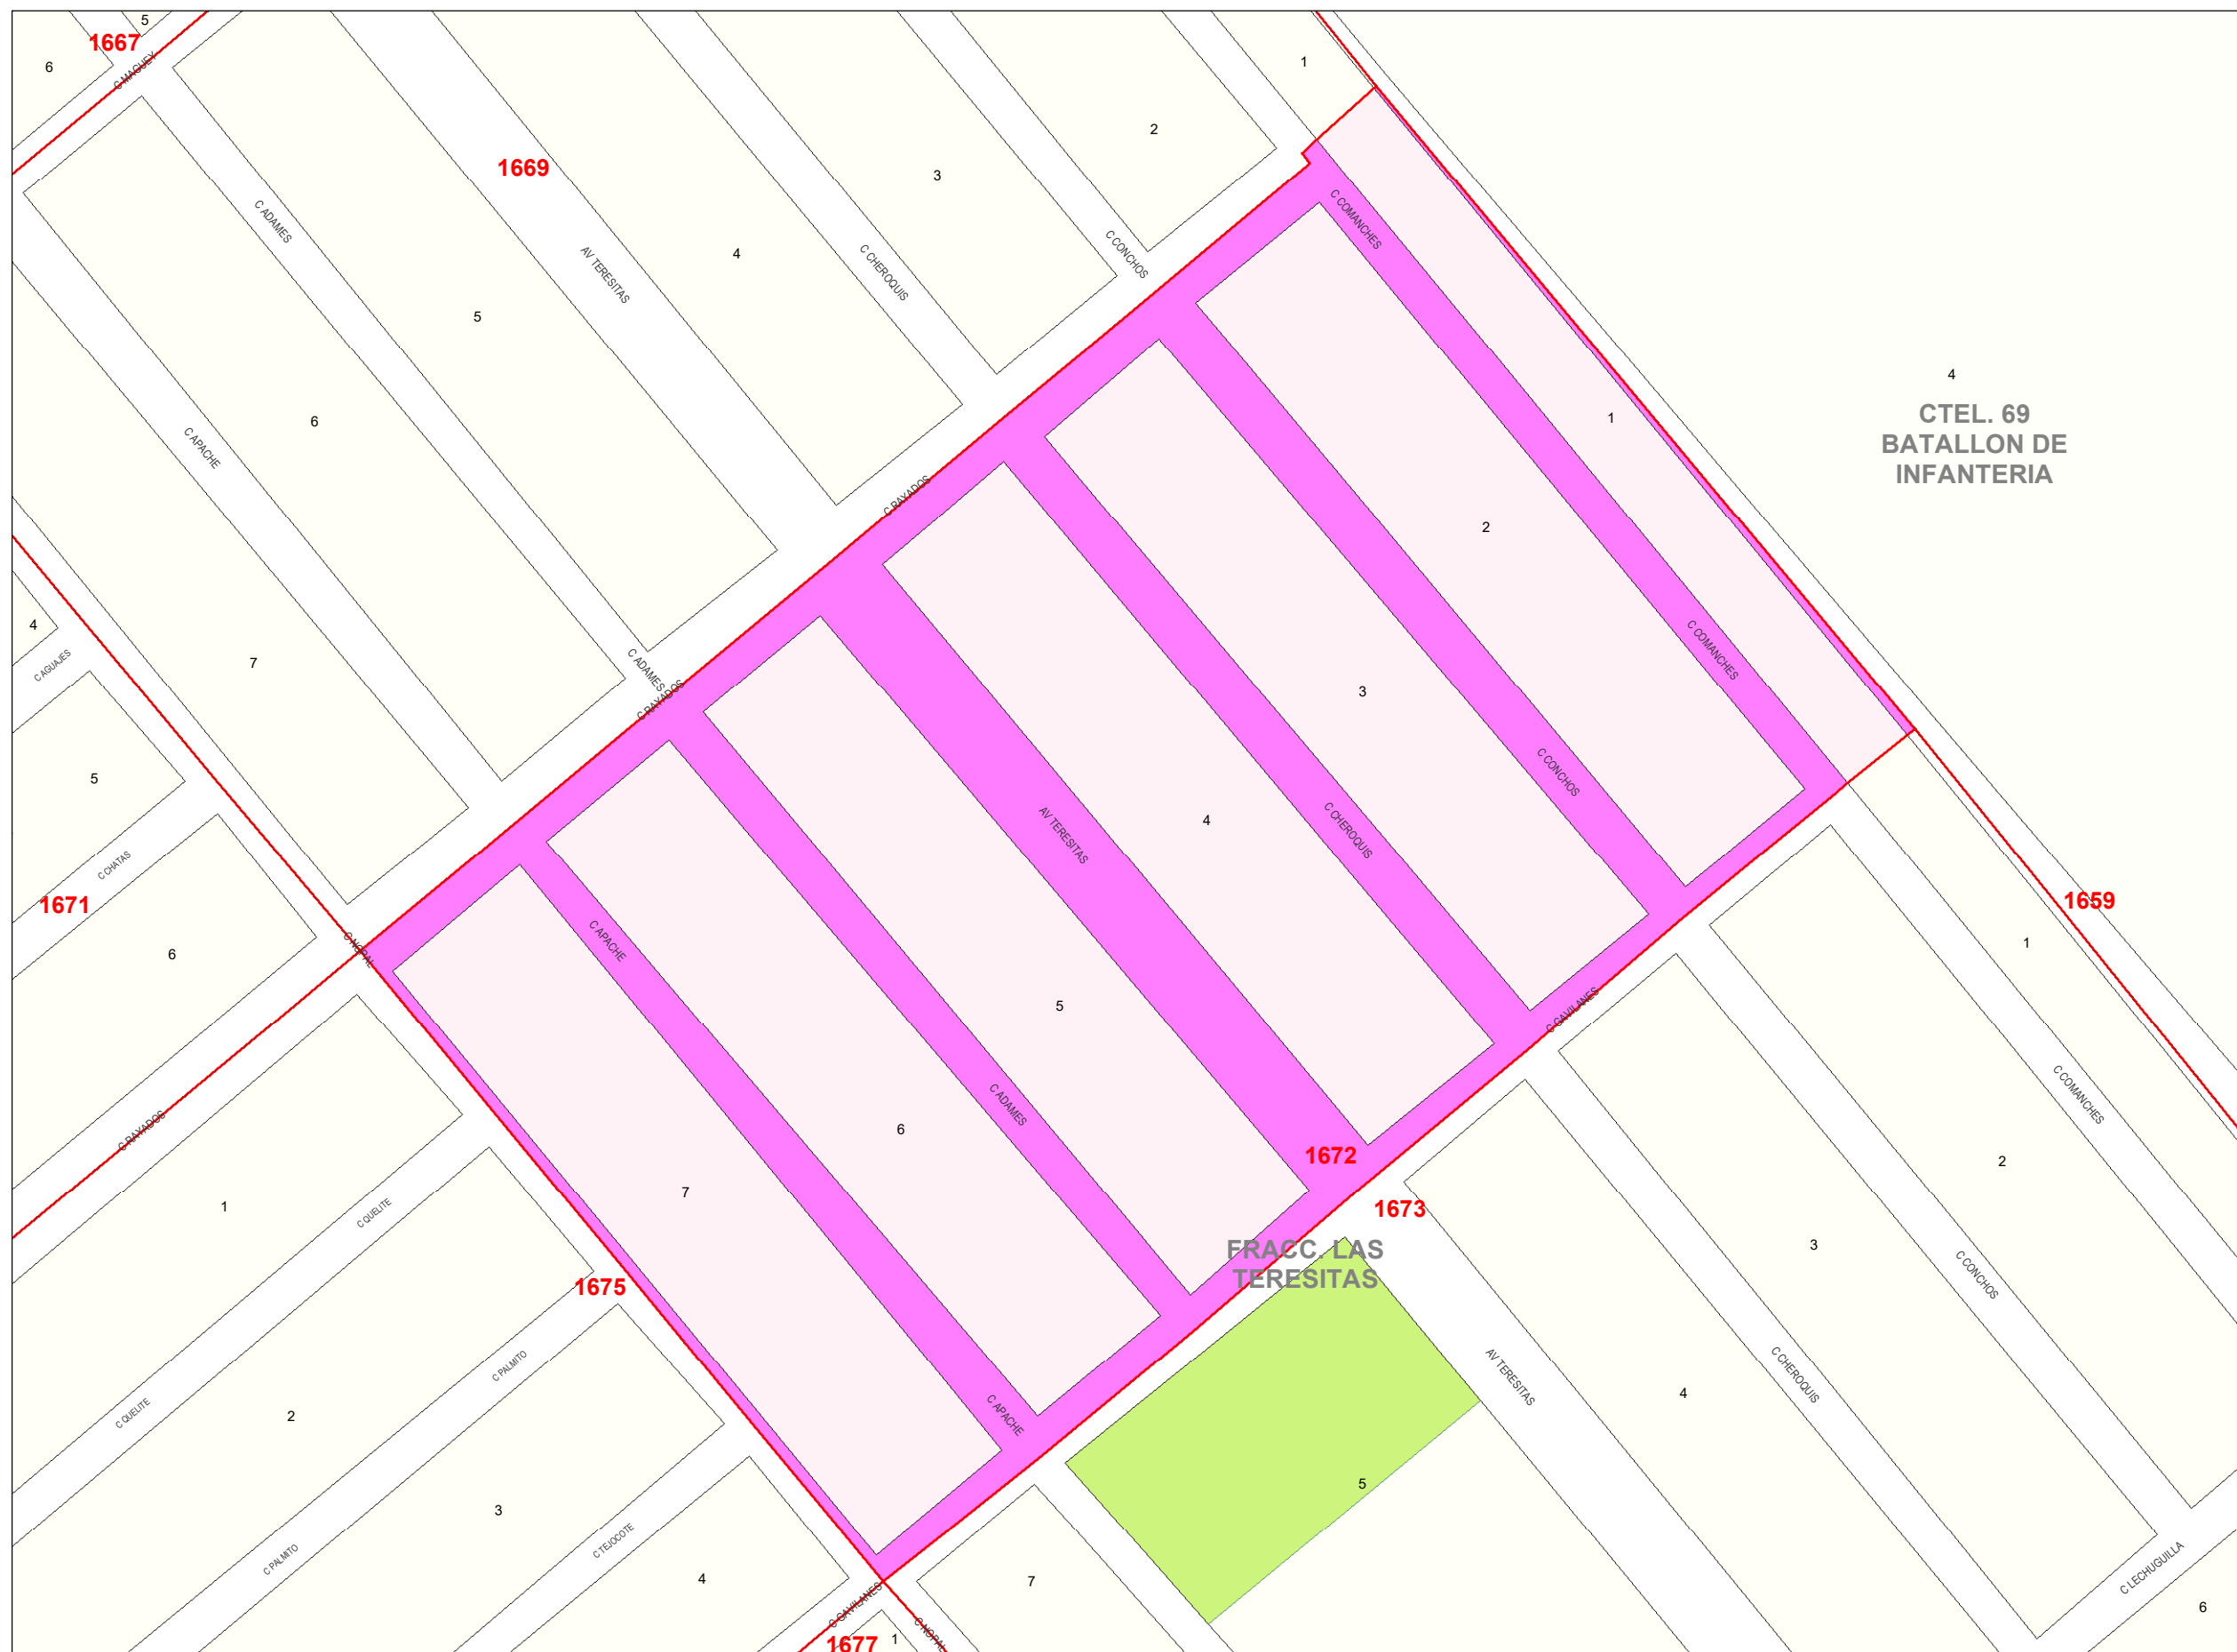 5
1667
6
C MAGUEY
1
2
1669
3
C ADAMES
C COMANCHES
4
C CONCHOS
C CHEROQUIS
AV TERESITAS
5
4
CTEL. 69
BATALLON DE
INFANTERIA
1
6
C APACHE
C RAYADOS
2
4
C AGUAJES
7
C ADAMES
C RAYADOS
C COMANCHES
3
5
C CONCHOS
C CHATAS
4
AV TERESITAS
C CHEROQUIS
1671
1659
6
C NOPAL
C APACHE
1
5
C GAVILANES
C ADAMES
C COMANCHES
C RAYADOS
6
1672
2
7
1
C QUELITE
1673
3
FRACC. LAS
TERESITAS
1675
C CONCHOS
C PALMITO
AV TERESITAS
C CHEROQUIS
4
C QUELITE
2
C APACHE
5
3
C TEJOCOTE
C PALMITO
4
7
C LECHUGUILLA
6
C GAVILANES
C NOPAL
1677
1